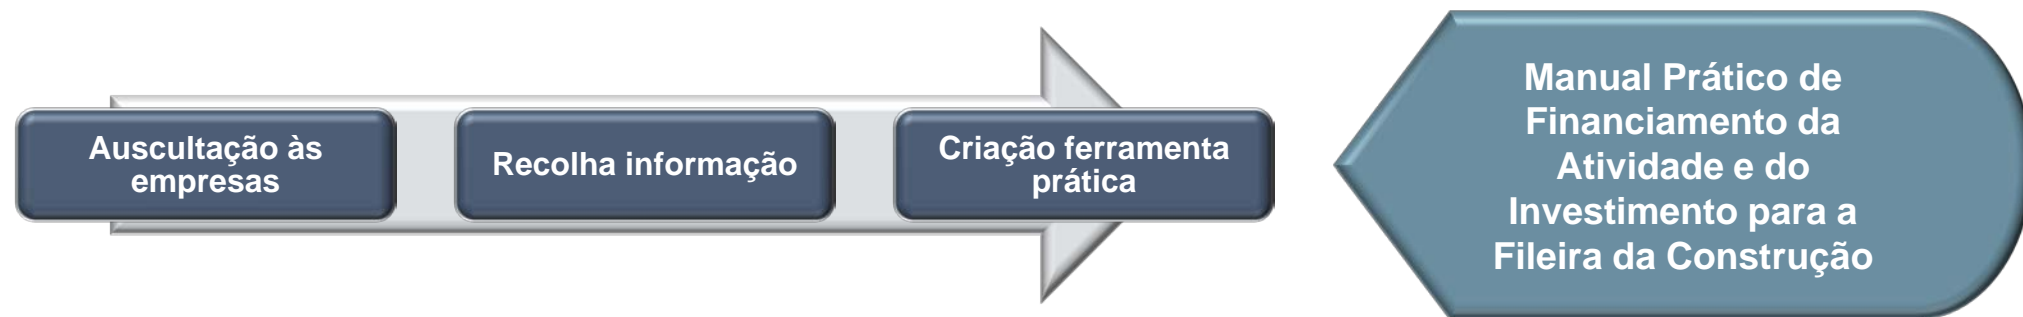 Auscultação às
empresas
Recolha informação
Criação ferramenta
prática
Manual Prático de
Financiamento da
Atividade e do
Investimento para a
Fileira da Construção